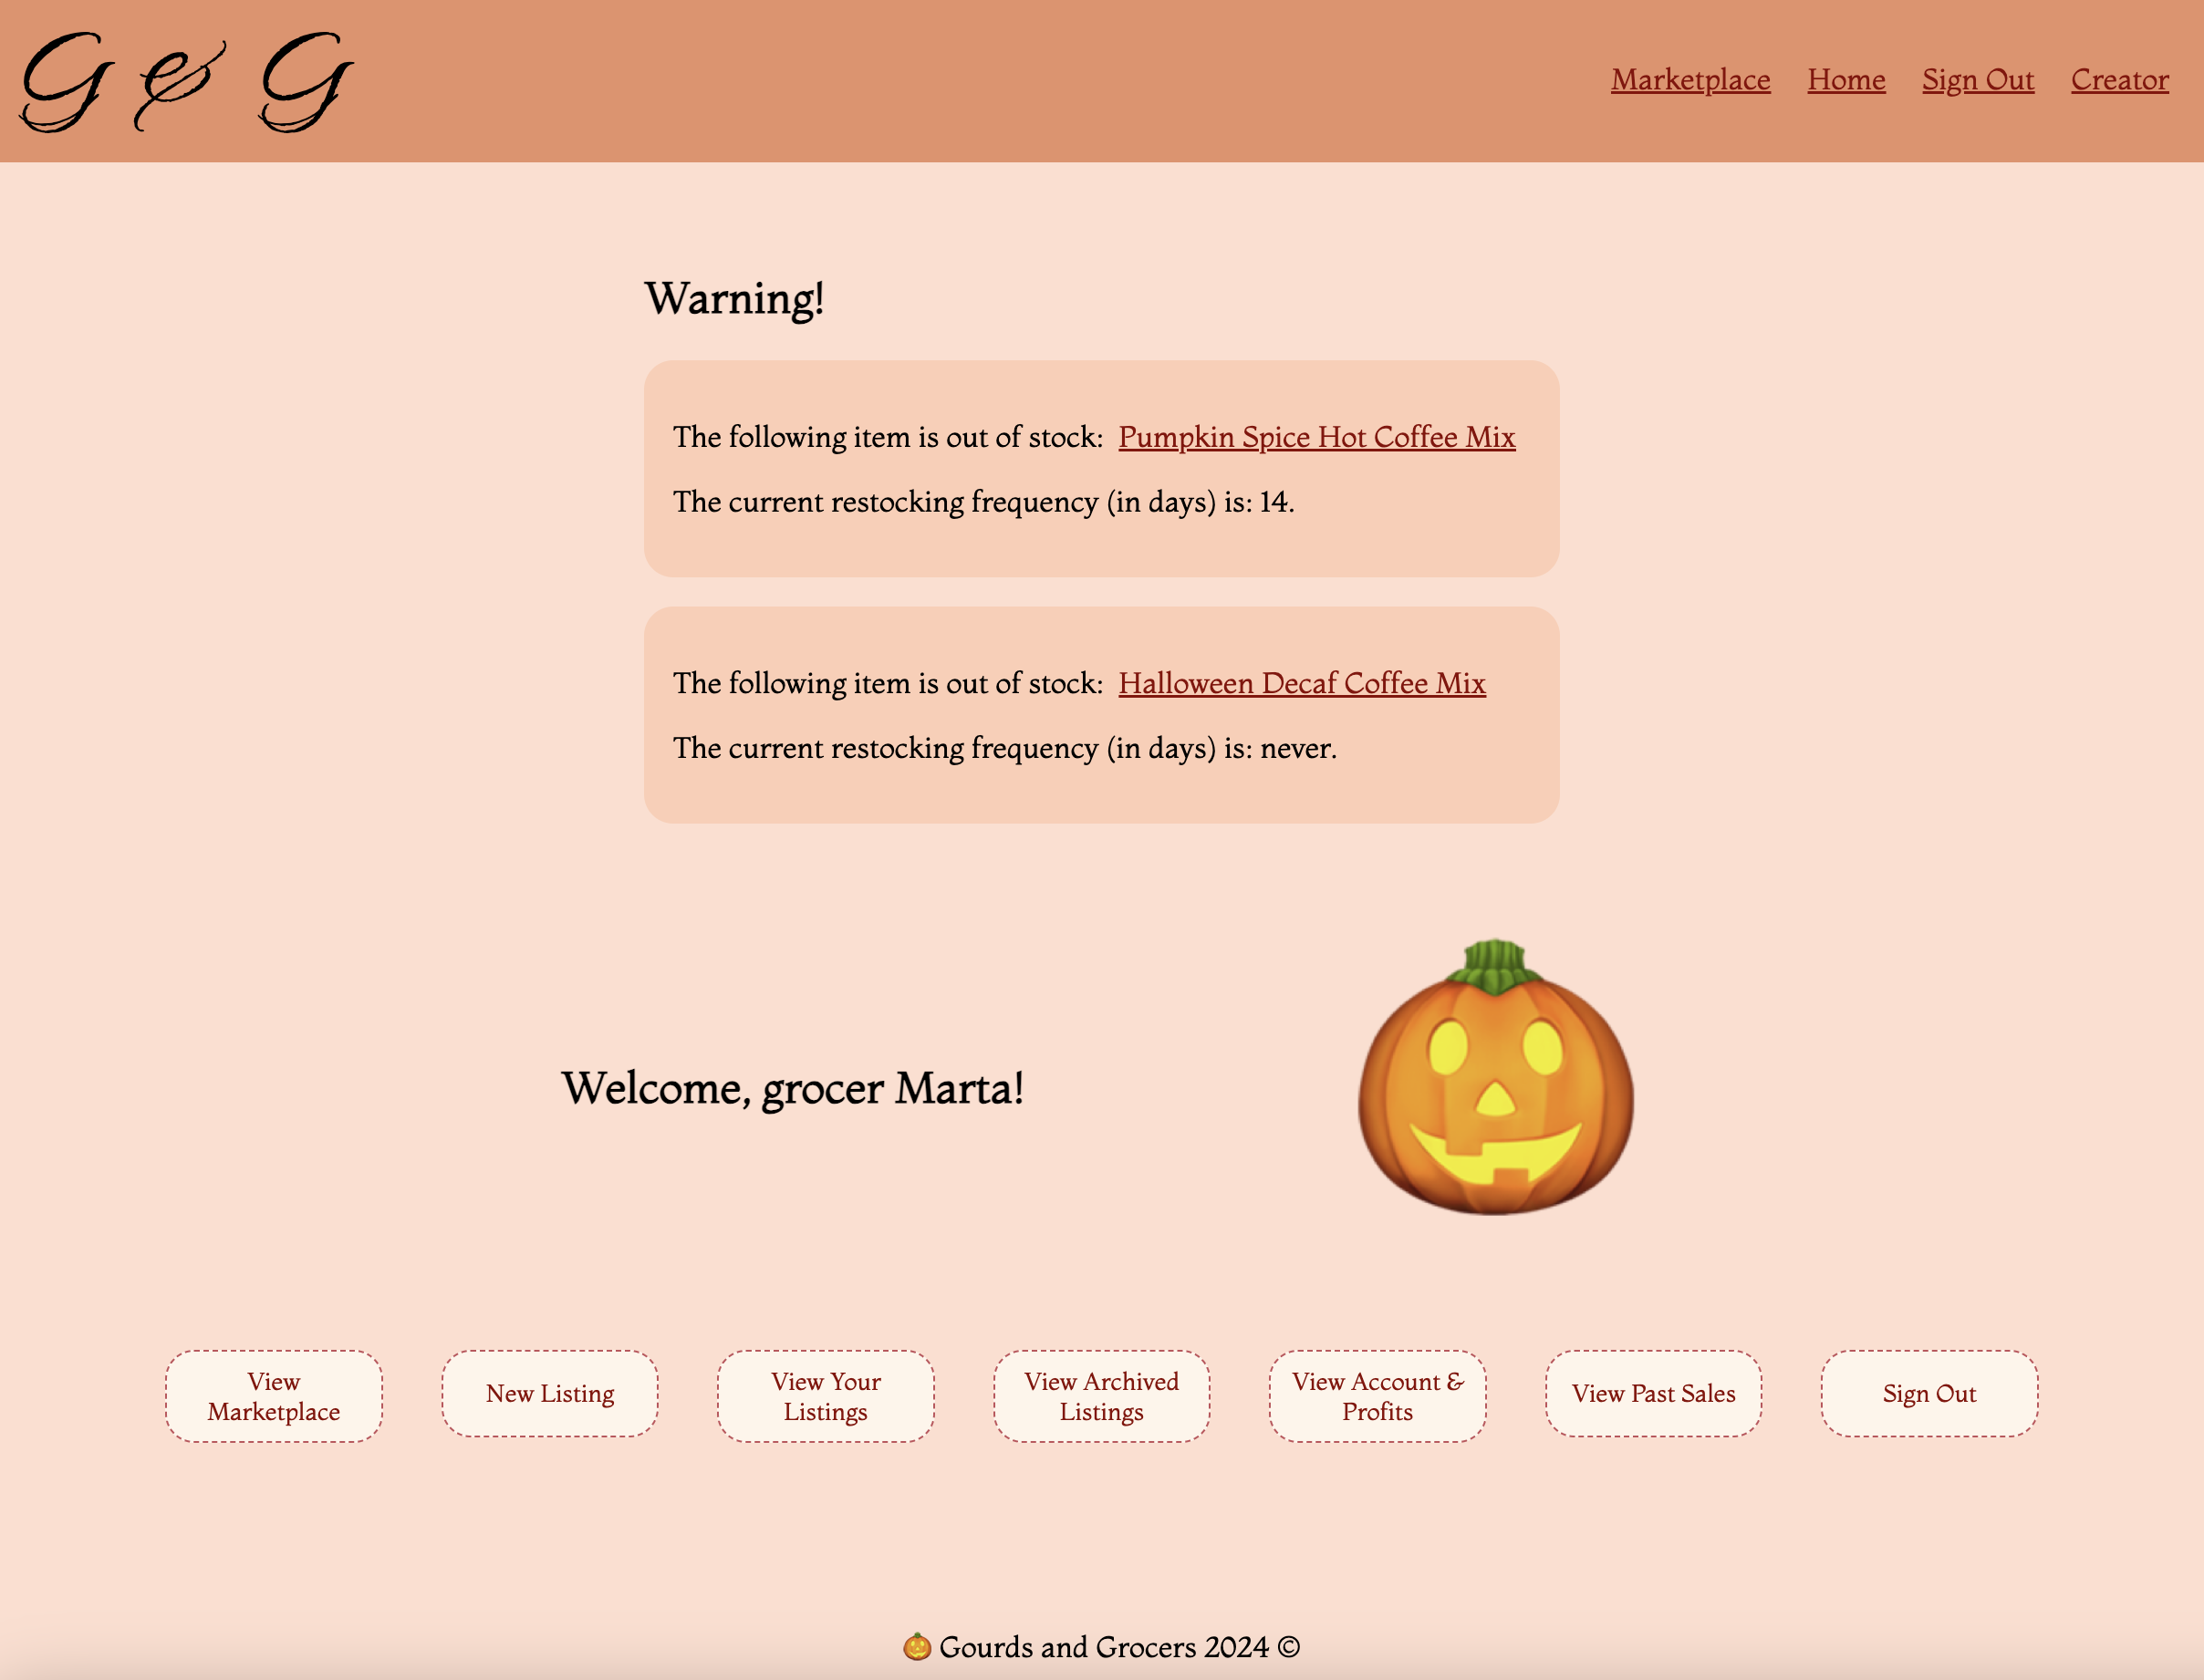 G & G
Marketplace Home Sign Out Creator
Warning!
The following item is out of stock: Pumpkin Spice Hot Coffee Mix
The current restocking frequency (in days) is: 14.
The following item is out of stock: Halloween Decaf Coffee Mix
The current restocking frequency (in days) is: never.
Welcome, grocer Marta!
View
Marketplace
New Listing
View Your
Listings
View Archived
Listings
View Account &
Profits
View Past Sales
Sign Out
🎃 Gourds and Grocers 2024 ©